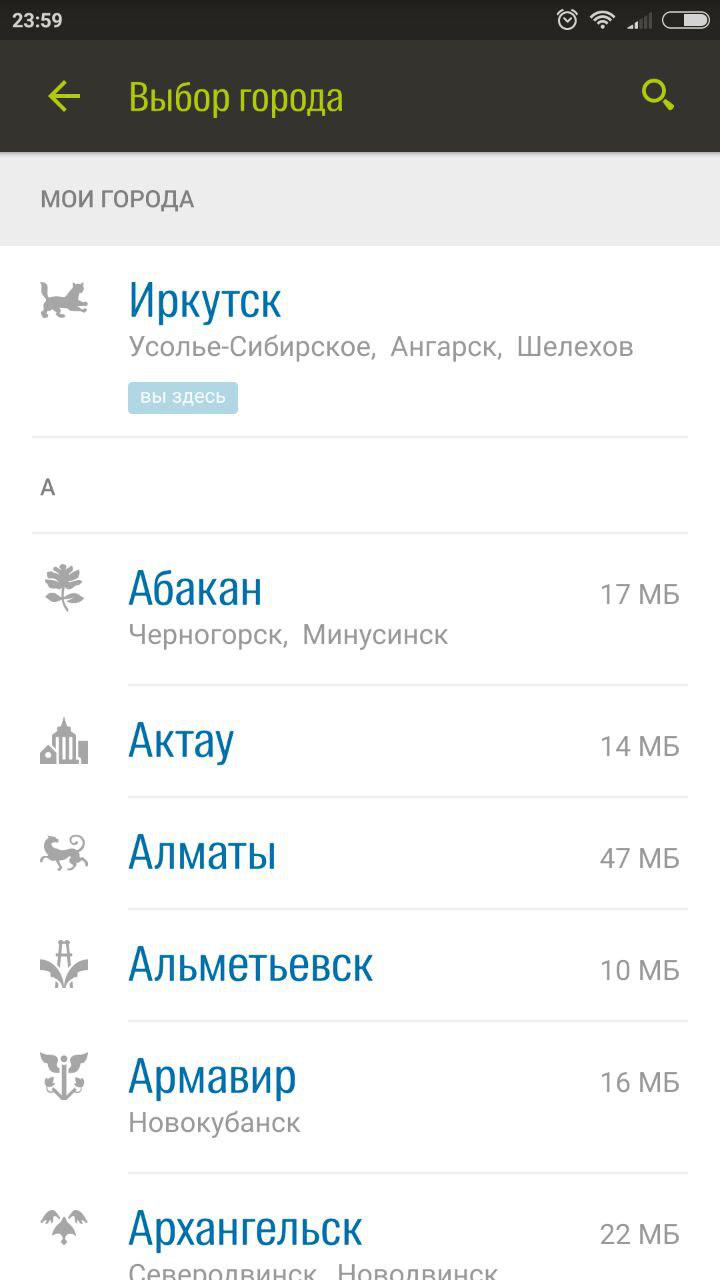 23:59
Выбор города
МОИ ГОРОДА
Иркутск
Усолье-Сибирское, Ангарск, Шелехов
вы здесь
А
Абакан 17 МБ
Черногорск, Минусинск
Актау 14 МБ
Алматы 47 МБ
Альметьевск 10 МБ
Армавир 16 МБ
Новокубанск
Архангельск 22 МБ
Северодвинск, Новодвинск